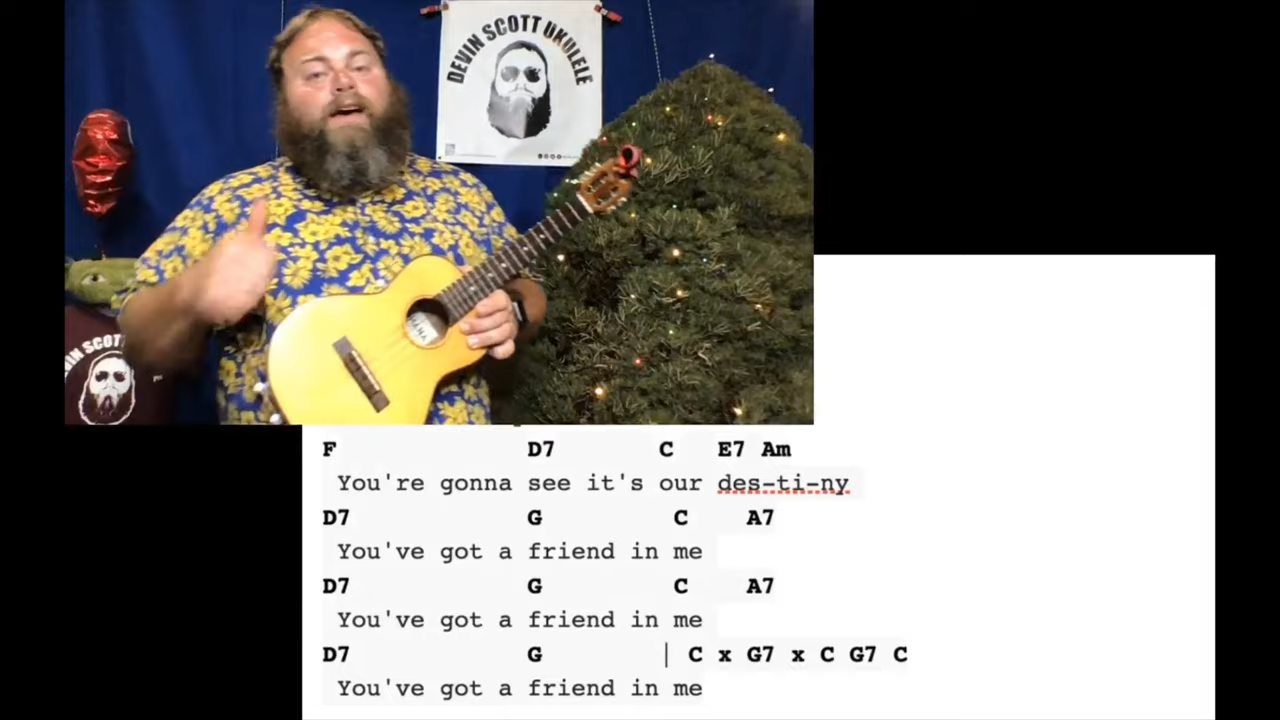 DEVIN SCOTT UKULELE
VIN SCOTT
F D7 C E7 Am
You're gonna see it's our des-ti-ny
D7 G C A7
You've got a friend in me
D7 G C A7
You've got a friend in me
D7 G | C x G7 x C G7 C
You've got a friend in me